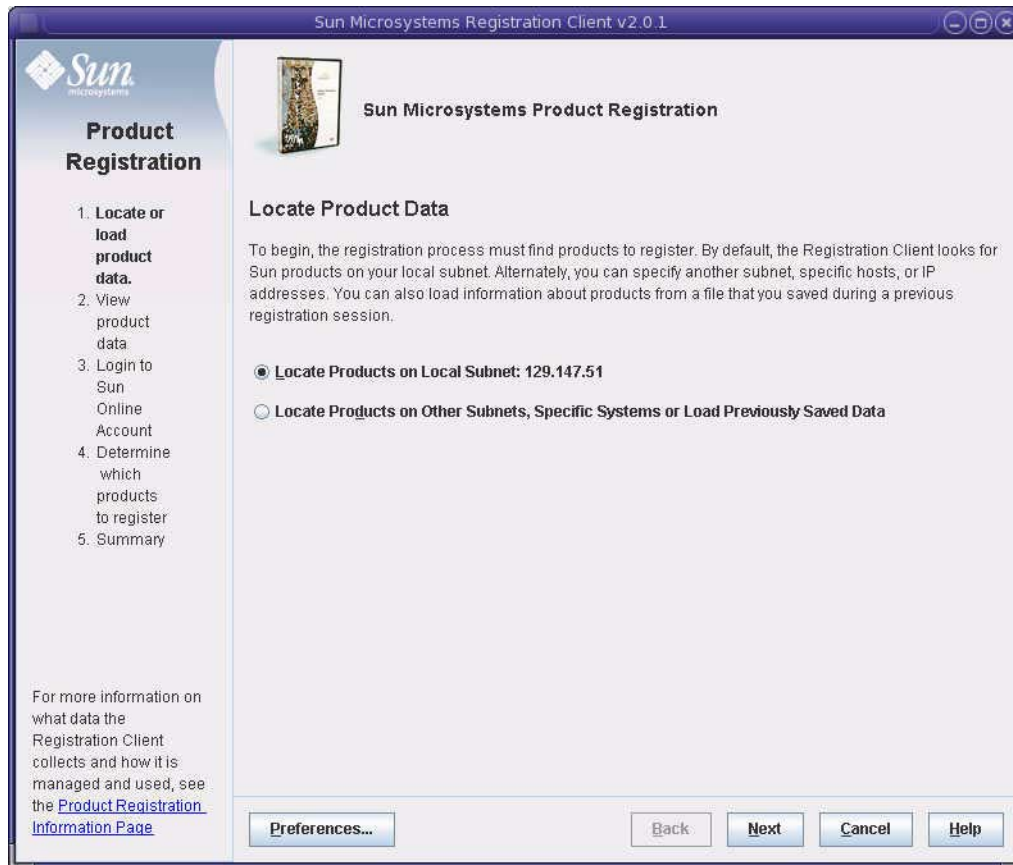 Sun Microsystems Registration Client v2.0.1
Sun
microsystems
Product
Registration
1. Locate or
load
product
data.
2. View
product
data
3. Login to
Sun
Online
Account
4. Determine
which
products
to register
5. Summary
For more information on
what data the
Registration Client
collects and how it is
managed and used, see
the Product Registration
Information Page
Sun Microsystems Product Registration
Locate Product Data
To begin, the registration process must find products to register. By default, the Registration Client looks for
Sun products on your local subnet. Alternately, you can specify another subnet, specific hosts, or IP
addresses. You can also load information about products from a file that you saved during a previous
registration session.
Locate Products on Local Subnet: 129.147.51
Locate Products on Other Subnets, Specific Systems or Load Previously Saved Data
Preferences...
Back
Next
Cancel
Help